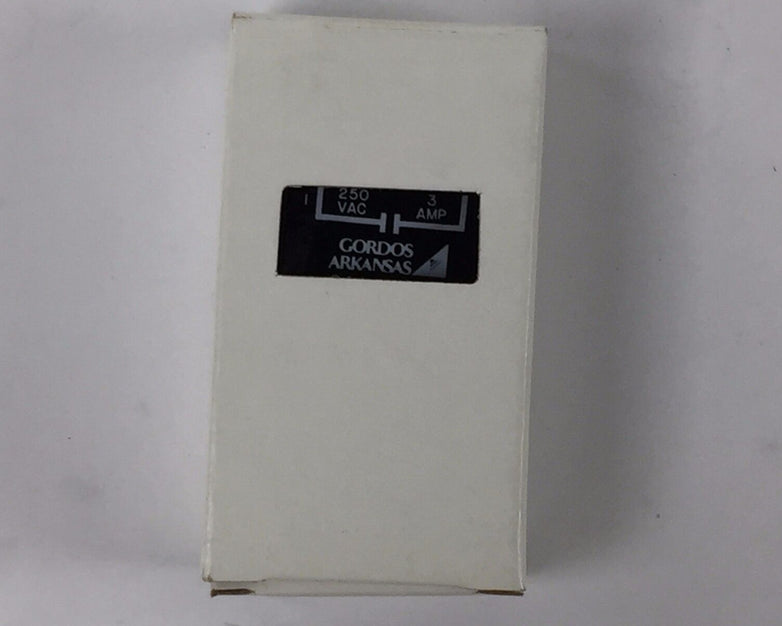 1 250 3
VAC AMP
GORDOS
ARKANSAS